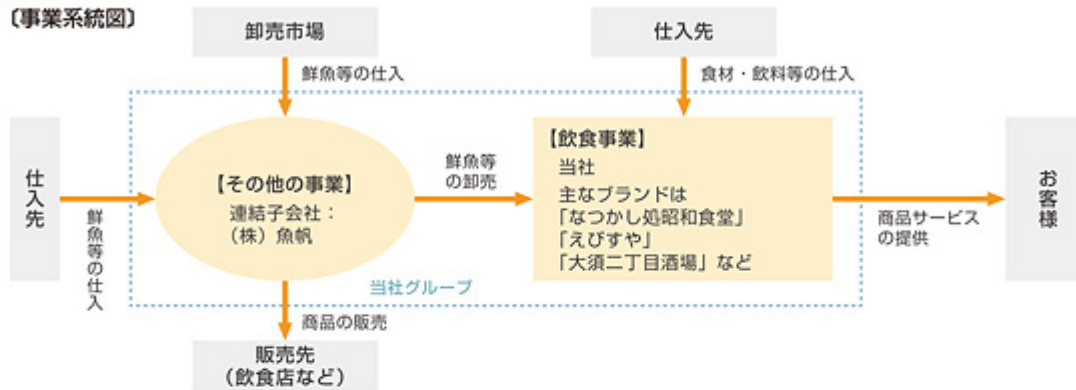 〔事業系統図〕
卸売市場
仕入先
鮮魚等の仕入
食材・飲料等の仕入
仕入先
鮮魚等の仕入
【その他の事業】
連結子会社：
（株）魚帆
鮮魚等
の卸売
【飲食事業】
当社
主なブランドは
「なつかし処昭和食堂」
「えびすや」
「大須二丁目酒場」など
商品サービス
の提供
お客様
当社グループ
商品の販売
販売先
（飲食店など）